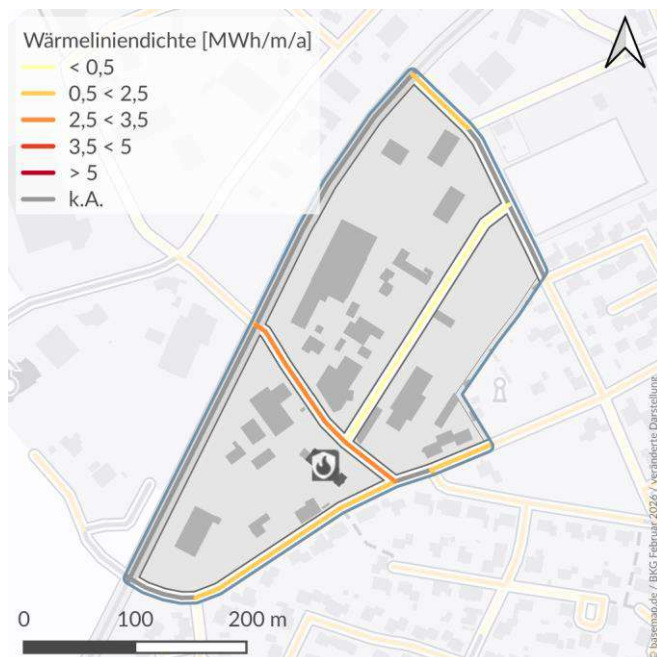 Wärmeliniendichte [MWh/m/a]
< 0,5
0,5 < 2,5
2,5 < 3,5
3,5 < 5
> 5
k.A.
0 100 200 m
© basemap.de / BKG Februar 2026 / veränderte Darstellung